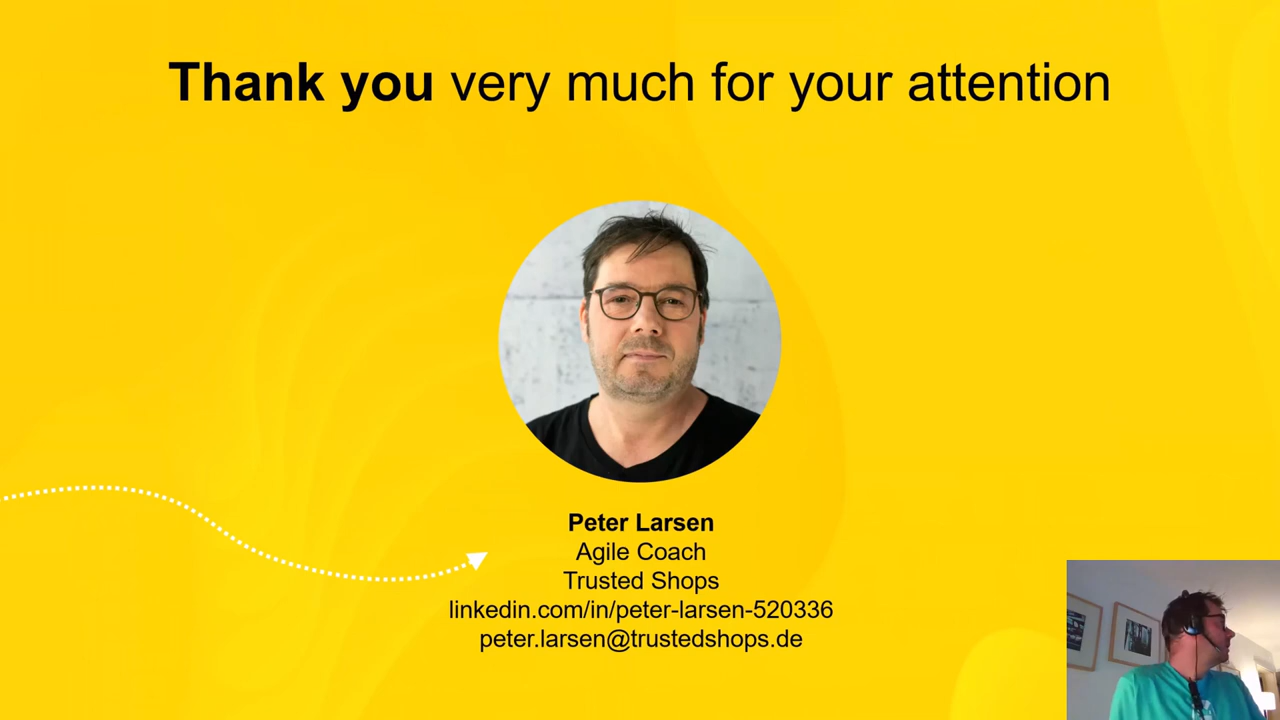 Thank you very much for your attention
Peter Larsen
Agile Coach
Trusted Shops
linkedin.com/in/peter-larsen-520336
peter.larsen@trustedshops.de